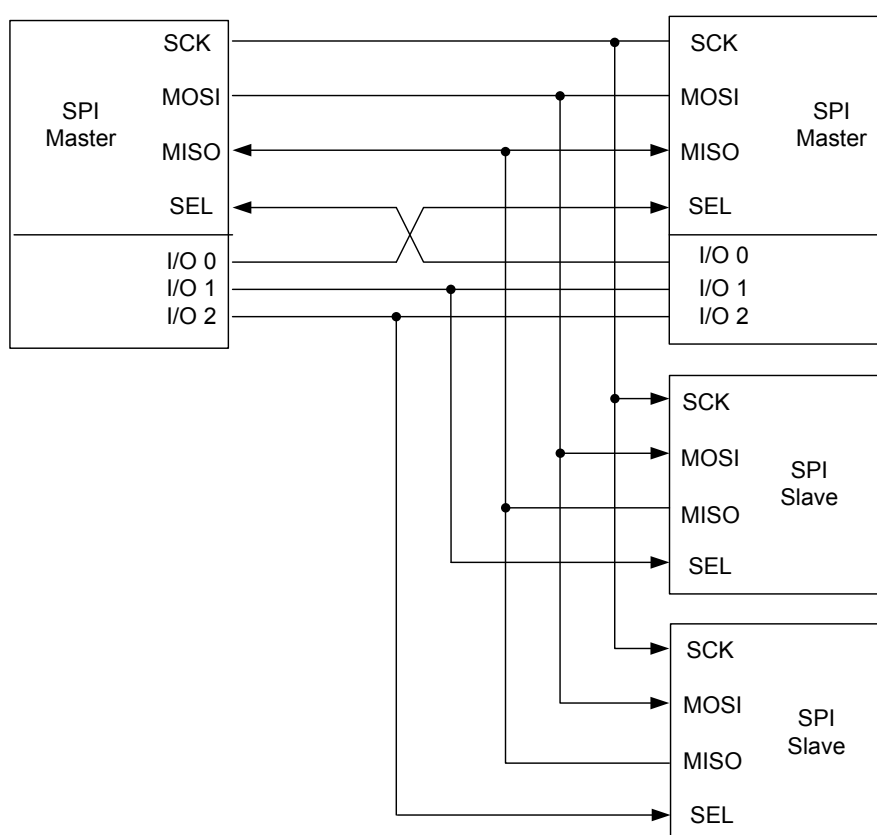 SPI
Master
SCK
MOSI
MISO
SEL
I/O 0
I/O 1
I/O 2
SCK
MOSI
MISO
SEL
I/O 0
I/O 1
I/O 2
SPI
Master
SCK
MOSI
MISO
SEL
SPI
Slave
SCK
MOSI
MISO
SEL
SPI
Slave